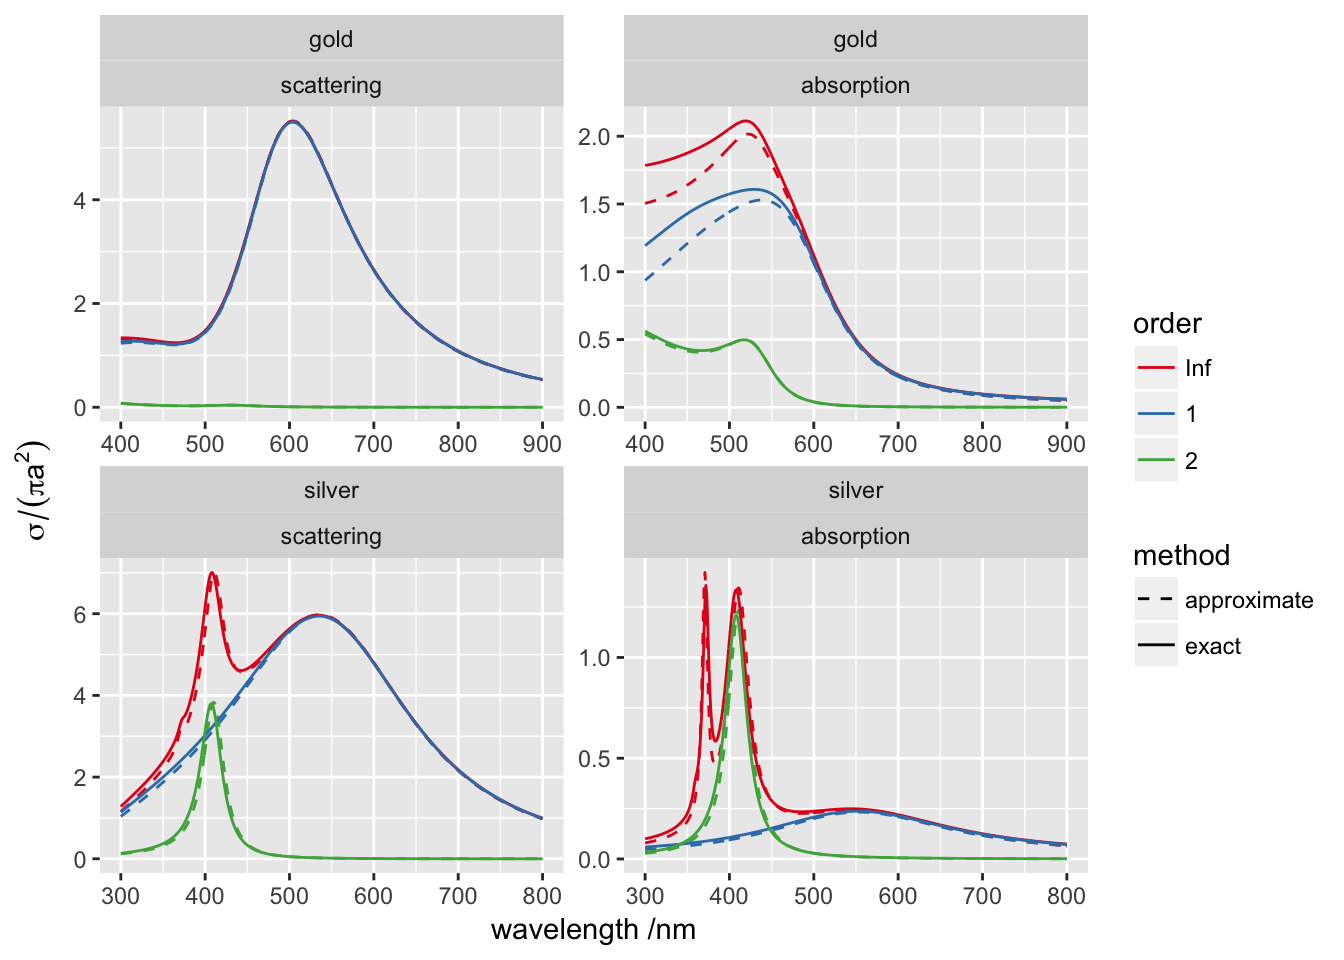 gold
scattering
gold
absorption
4
2
0
400 500 600 700 800 900
2.0
1.5
1.0
0.5
0.0
400 500 600 700 800 900
silver
scattering
silver
absorption
6
4
2
0
300 400 500 600 700 800
1.0
0.5
0.0
300 400 500 600 700 800
σ/(πa²)
wavelength /nm
order
Inf
1
2
method
approximate
exact